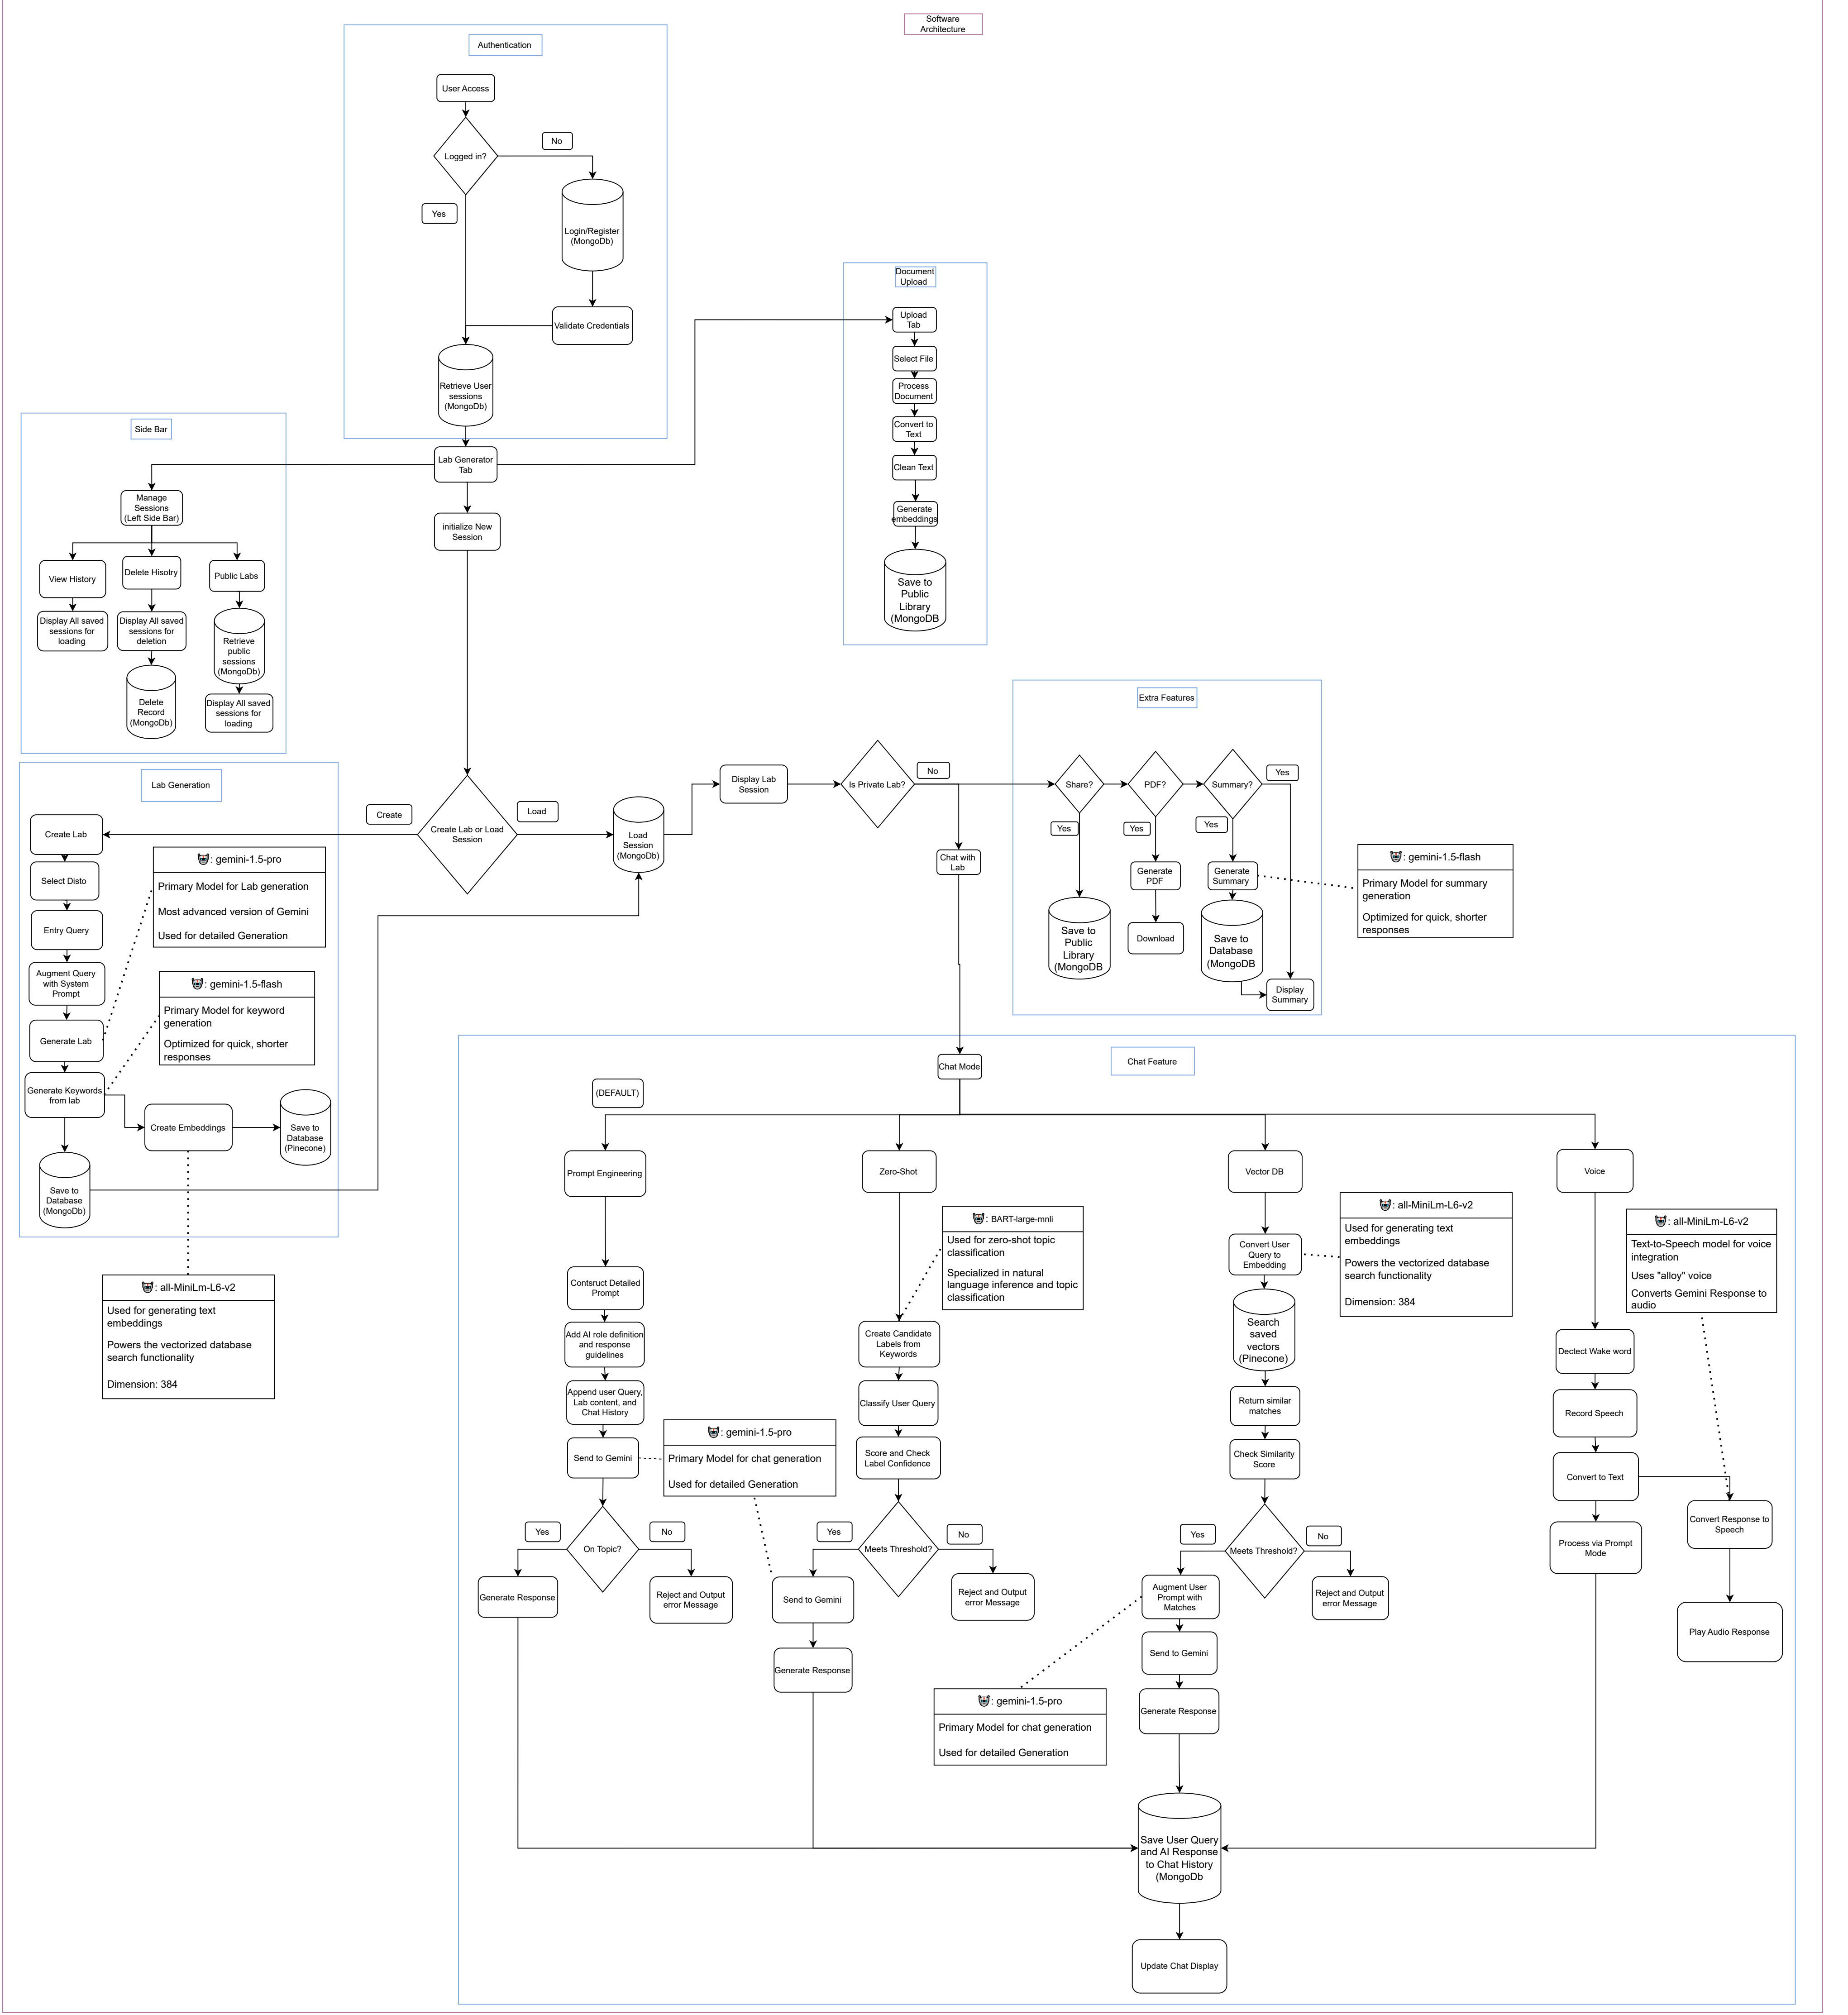 Software
Architecture
Authentication
User Access
Logged in?
No
Yes
Login/Register
(MongoDb)
Validate Credentials
Retrieve User
sessions
(MongoDb)
Document
Upload
Upload
Tab
Select File
Process
Document
Convert to
Text
Clean Text
Generate
embeddings
Save to
Public
Library
(MongoDB
Side Bar
Lab Generator
Tab
Manage
Sessions
(Left Side Bar)
initialize New
Session
View History
Delete Hisotry
Public Labs
Display All saved
sessions for
loading
Display All saved
sessions for
deletion
Retrieve
public
sessions
(MongoDb)
Delete
Record
(MongoDb)
Display All saved
sessions for
loading
Extra Features
Lab Generation
Create Lab
Select Disto
Entry Query
Augment Query
with System
Prompt
Generate Lab
Generate Keywords
from lab
Create Embeddings
Save to
Database
(Pinecone)
Save to
Database
(MongoDb)
: gemini-1.5-pro
Primary Model for Lab generation
Most advanced version of Gemini
Used for detailed Generation
: gemini-1.5-flash
Primary Model for keyword
generation
Optimized for quick, shorter
responses
: all-MiniLm-L6-v2
Used for generating text
embeddings
Powers the vectorized database
search functionality
Dimension: 384
Create
Create Lab or Load
Session
Load
Load
Session
(MongoDb)
Display Lab
Session
Is Private Lab?
No
Chat with
Lab
Share?
PDF?
Summary?
Yes
Yes
Yes
Yes
Generate
PDF
Generate
Summary
Save to
Public
Library
(MongoDB
Download
Save to
Database
(MongoDB
Display
Summary
: gemini-1.5-flash
Primary Model for summary
generation
Optimized for quick, shorter
responses
Chat Feature
Chat Mode
(DEFAULT)
Prompt Engineering
Contsruct Detailed
Prompt
Add AI role definition
and response
guidelines
Append user Query,
Lab content, and
Chat History
Send to Gemini
On Topic?
Yes
No
Generate Response
Reject and Output
error Message
: gemini-1.5-pro
Primary Model for chat generation
Used for detailed Generation
Zero-Shot
: BART-large-mnli
Used for zero-shot topic
classification
Specialized in natural
language inference and topic
classification
Create Candidate
Labels from
Keywords
Classify User Query
Score and Check
Label Confidence
Meets Threshold?
Yes
No
Send to Gemini
Reject and Output
error Message
Generate Response
Vector DB
Convert User
Query to
Embedding
: all-MiniLm-L6-v2
Used for generating text
embeddings
Powers the vectorized database
search functionality
Dimension: 384
Search
saved
vectors
(Pinecone)
Return similar
matches
Check Similarity
Score
Meets Threshold?
Yes
No
Augment User
Prompt with
Matches
Reject and Output
error Message
Send to Gemini
Generate Response
: gemini-1.5-pro
Primary Model for chat generation
Used for detailed Generation
Voice
: all-MiniLm-L6-v2
Text-to-Speech model for voice
integration
Uses "alloy" voice
Converts Gemini Response to
audio
Dectect Wake word
Record Speech
Convert to Text
Process via Prompt
Mode
Convert Response to
Speech
Play Audio Response
Save User Query
and AI Response
to Chat History
(MongoDb
Update Chat Display